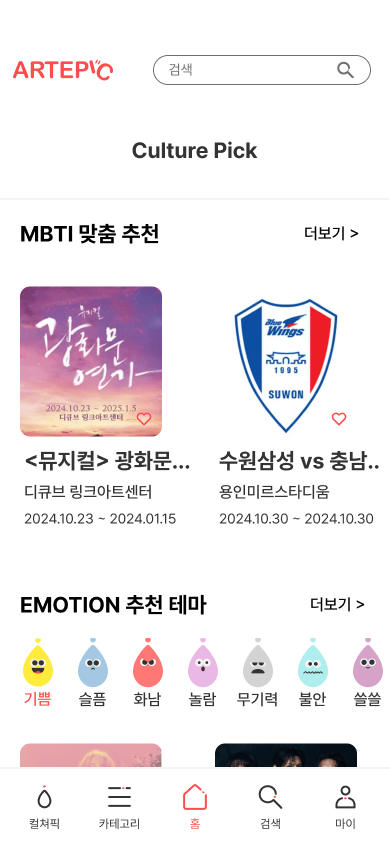 ARTEPIC
검색
Culture Pick
MBTI 맞춤 추천
더보기 >
뮤지컬
광화문
연가
2024.10.23 ~ 2025.1.5
디큐브 링크아트센터
Blue Wings
1995
SUWON
<뮤지컬> 광화문...
수원삼성 vs 충남..
디큐브 링크아트센터
용인미르스타디움
2024.10.23 ~ 2024.01.15
2024.10.30 ~ 2024.10.30
EMOTION 추천 테마
더보기 >
기쁨
슬픔
화남
놀람
무기력
불안
쓸쓸
컬쳐픽
카테고리
홈
검색
마이